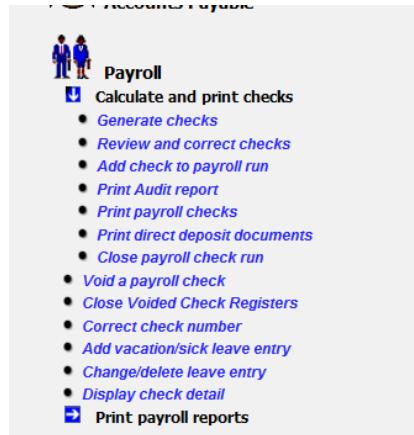 Accounts Payable
Payroll
Calculate and print checks
Generate checks
Review and correct checks
Add check to payroll run
Print Audit report
Print payroll checks
Print direct deposit documents
Close payroll check run
Void a payroll check
Close Voided Check Registers
Correct check number
Add vacation/sick leave entry
Change/delete leave entry
Display check detail
Print payroll reports